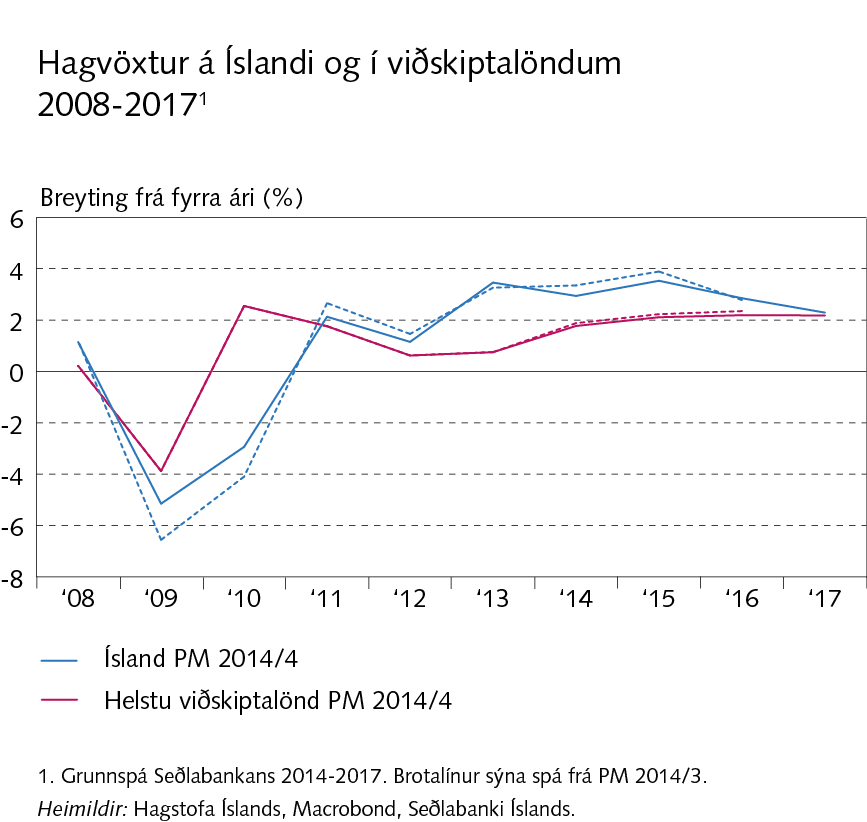 Hagvöxtur á Íslandi og í viðskiptalöndum
2008-2017¹
Breyting frá fyrra ári (%)
6
4
2
0
-2
-4
-6
-8
‘08 ‘09 ‘10 ‘11 ‘12 ‘13 ‘14 ‘15 ‘16 ‘17
Ísland PM 2014/4
Helstu viðskiptalönd PM 2014/4
1. Grunnspá Seðlabankans 2014-2017. Brotalínur sýna spá frá PM 2014/3.
Heimildir: Hagstofa Íslands, Macrobond, Seðlabanki Íslands.